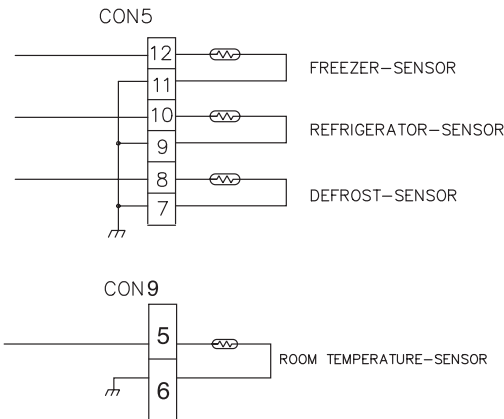 CON5
12
FREEZER-SENSOR
11
10
REFRIGERATOR-SENSOR
9
8
DEFROST-SENSOR
7
CON9
5
ROOM TEMPERATURE-SENSOR
6